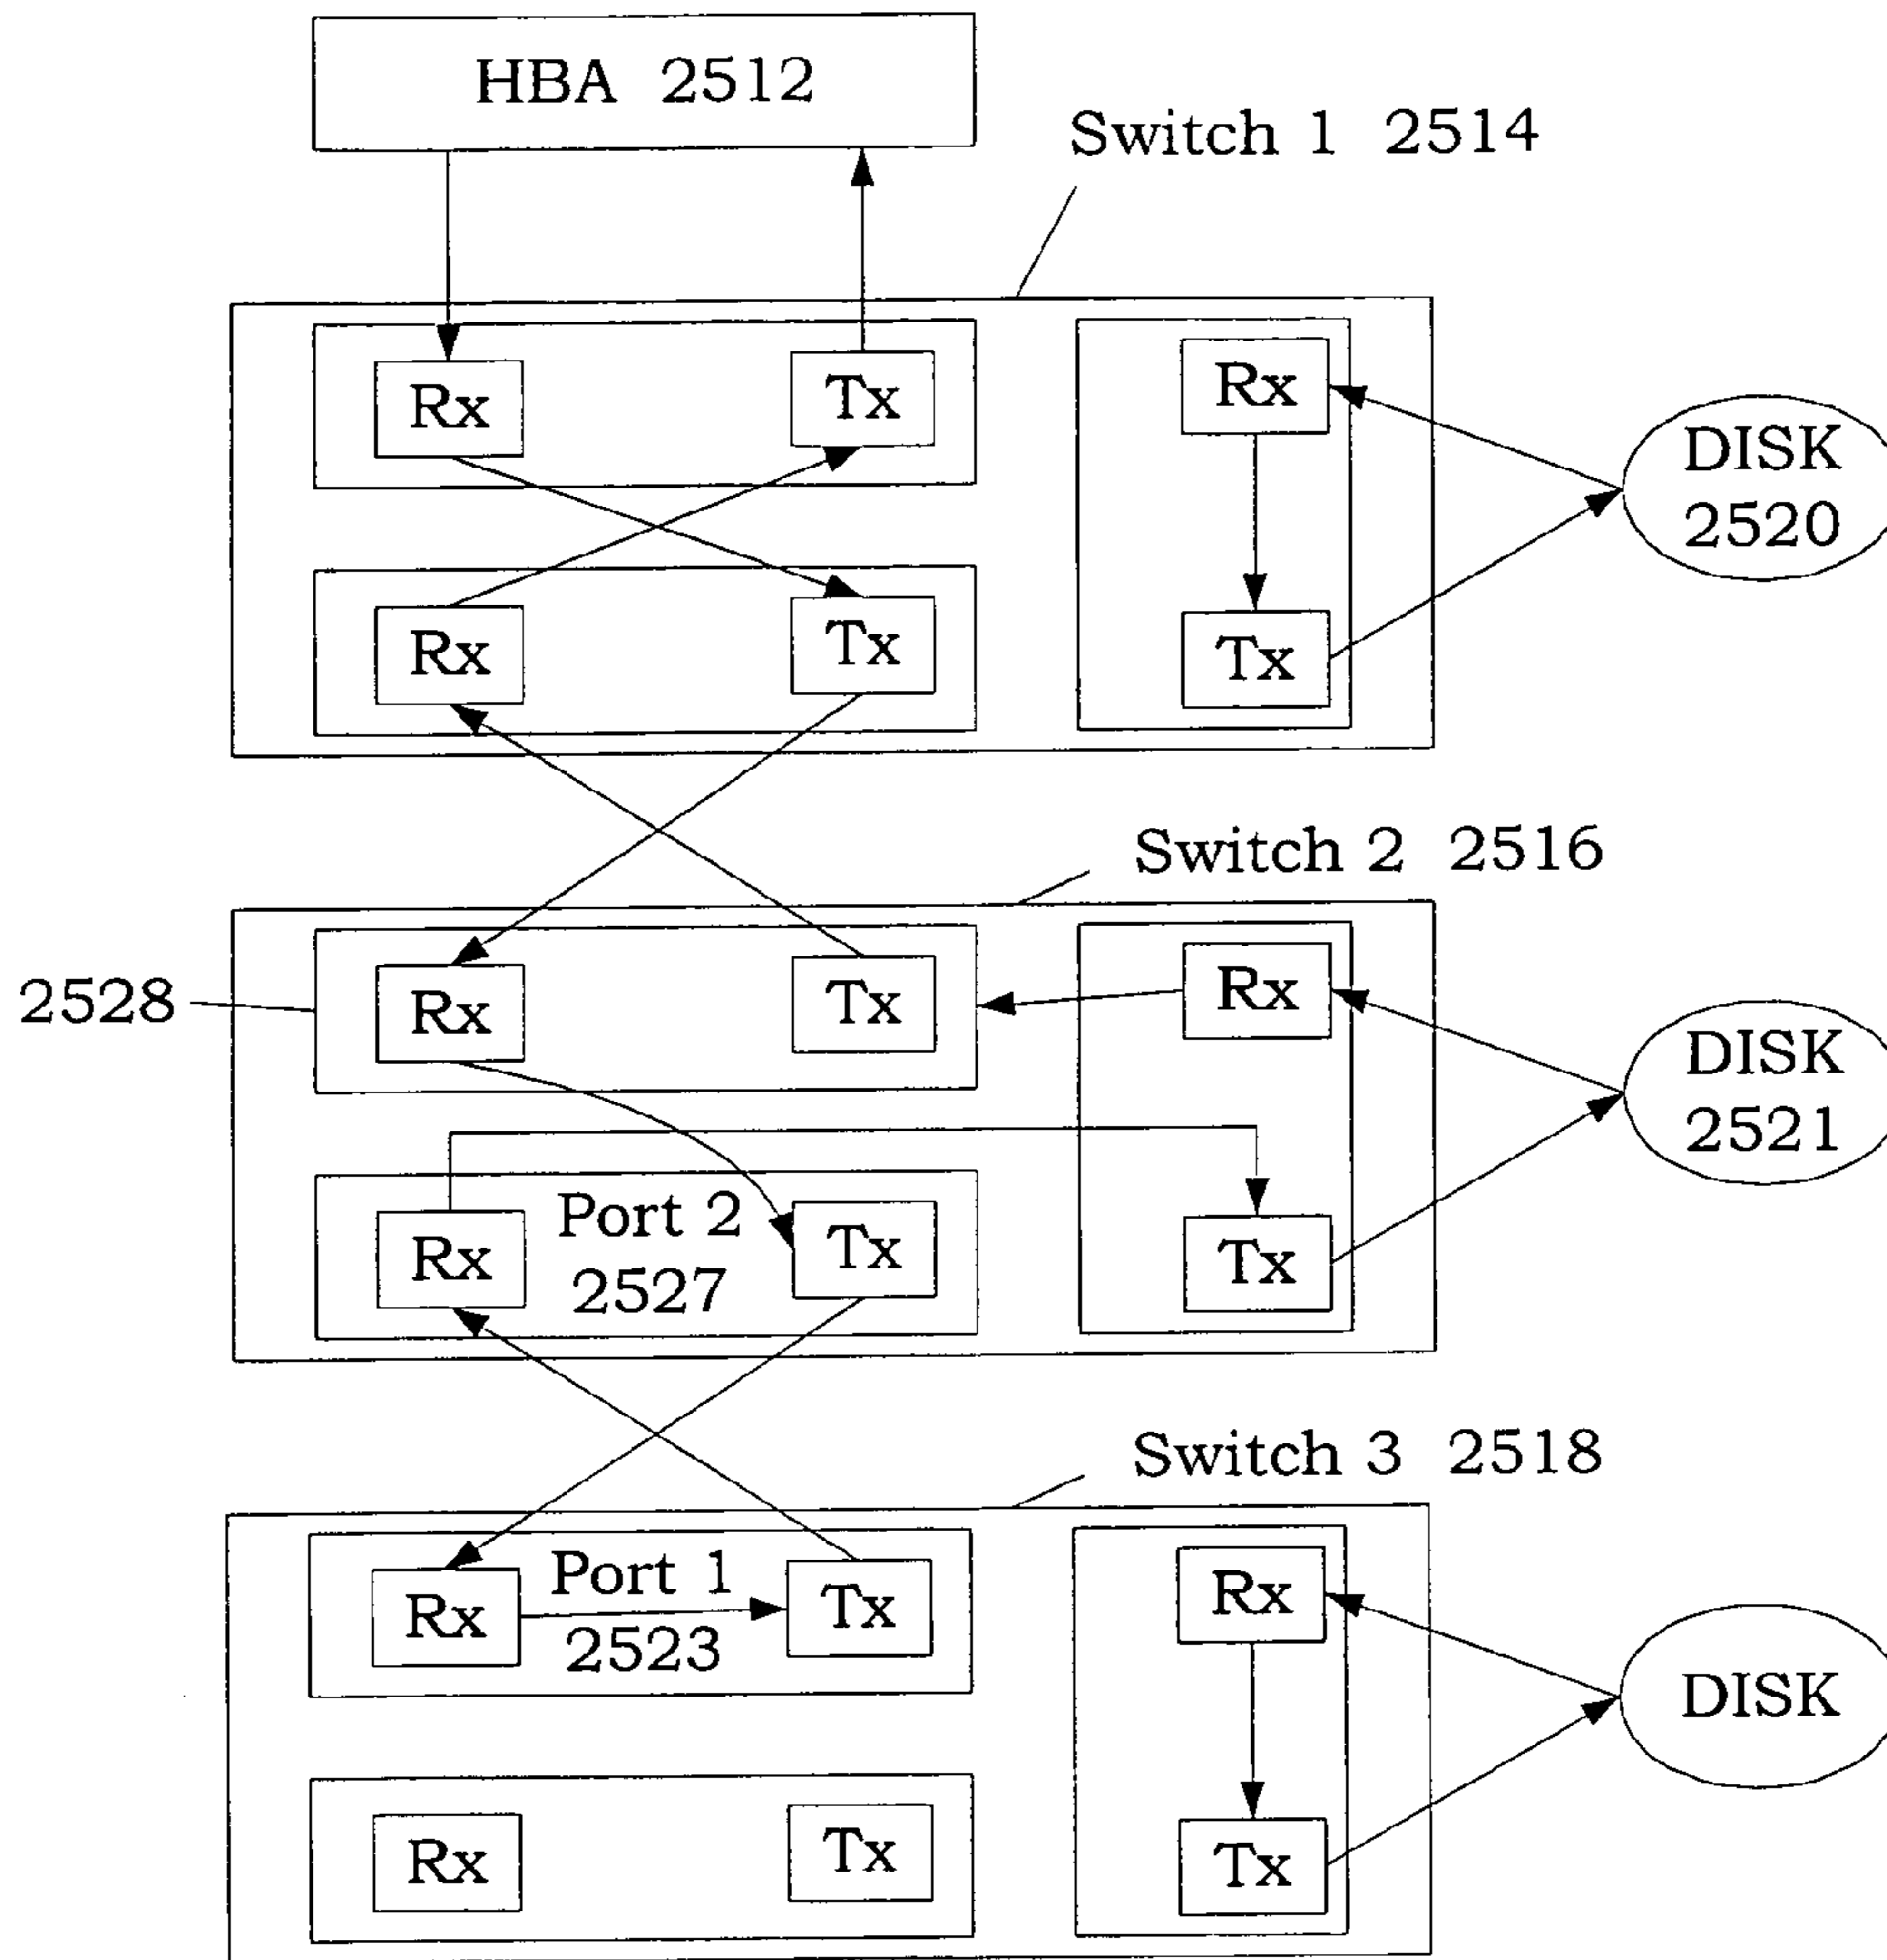 HBA 2512
Switch 1 2514
Rx
Tx
Rx
DISK
2520
Rx
Tx
Tx
Switch 2 2516
2528
Rx
Tx
Rx
DISK
2521
Rx
Port 2
2527
Tx
Tx
Switch 3 2518
Rx
Port 1
2523
Tx
Rx
DISK
Rx
Tx
Tx